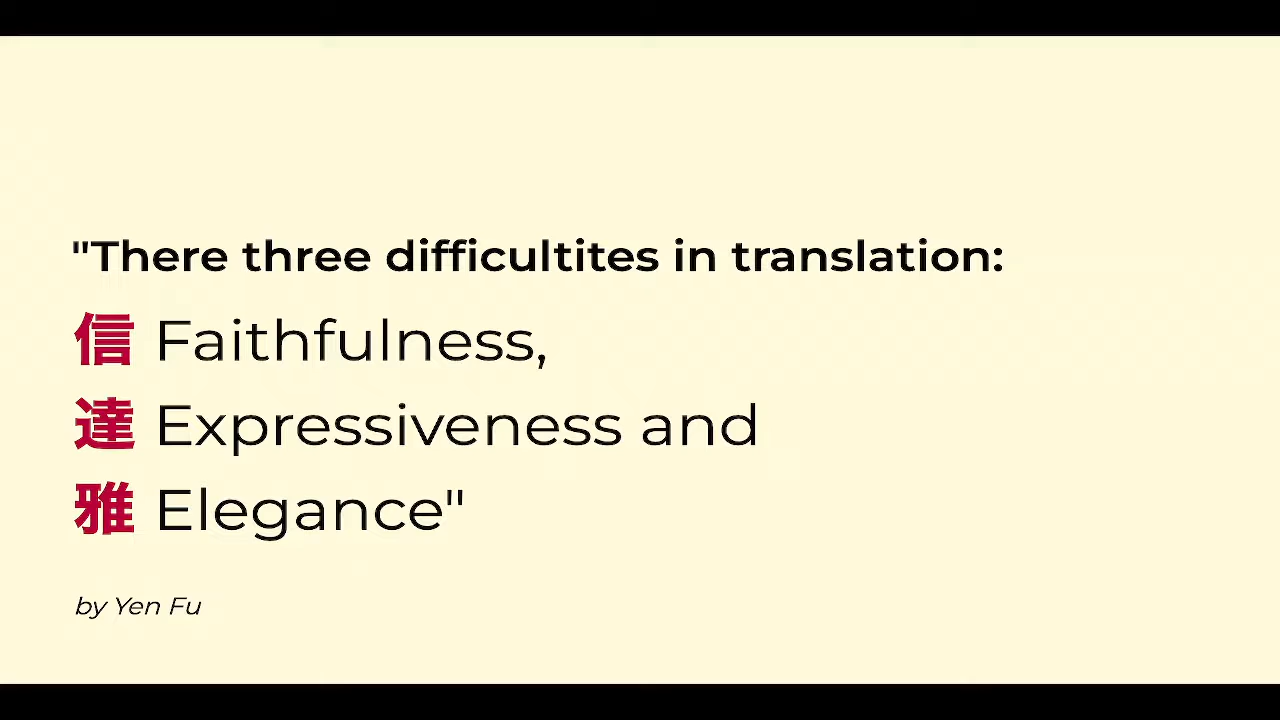 "There three difficultites in translation:
信 Faithfulness,
達 Expressiveness and
雅 Elegance"
by Yen Fu